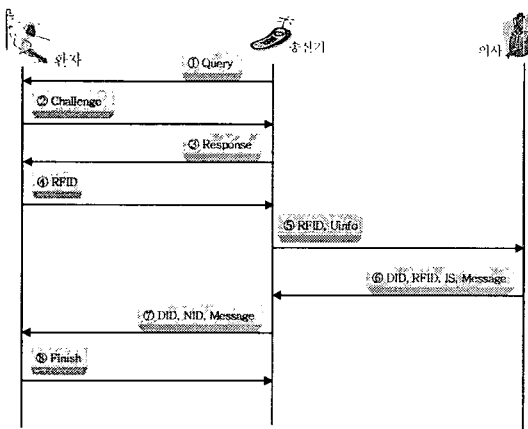 환자
송신기
의사
① Query
② Challenge
③ Response
④ RFID
⑤ RFID, Uinfo
⑥ DID, RFID, IS, Message
⑦ DID, NID, Message
⑧ Finish